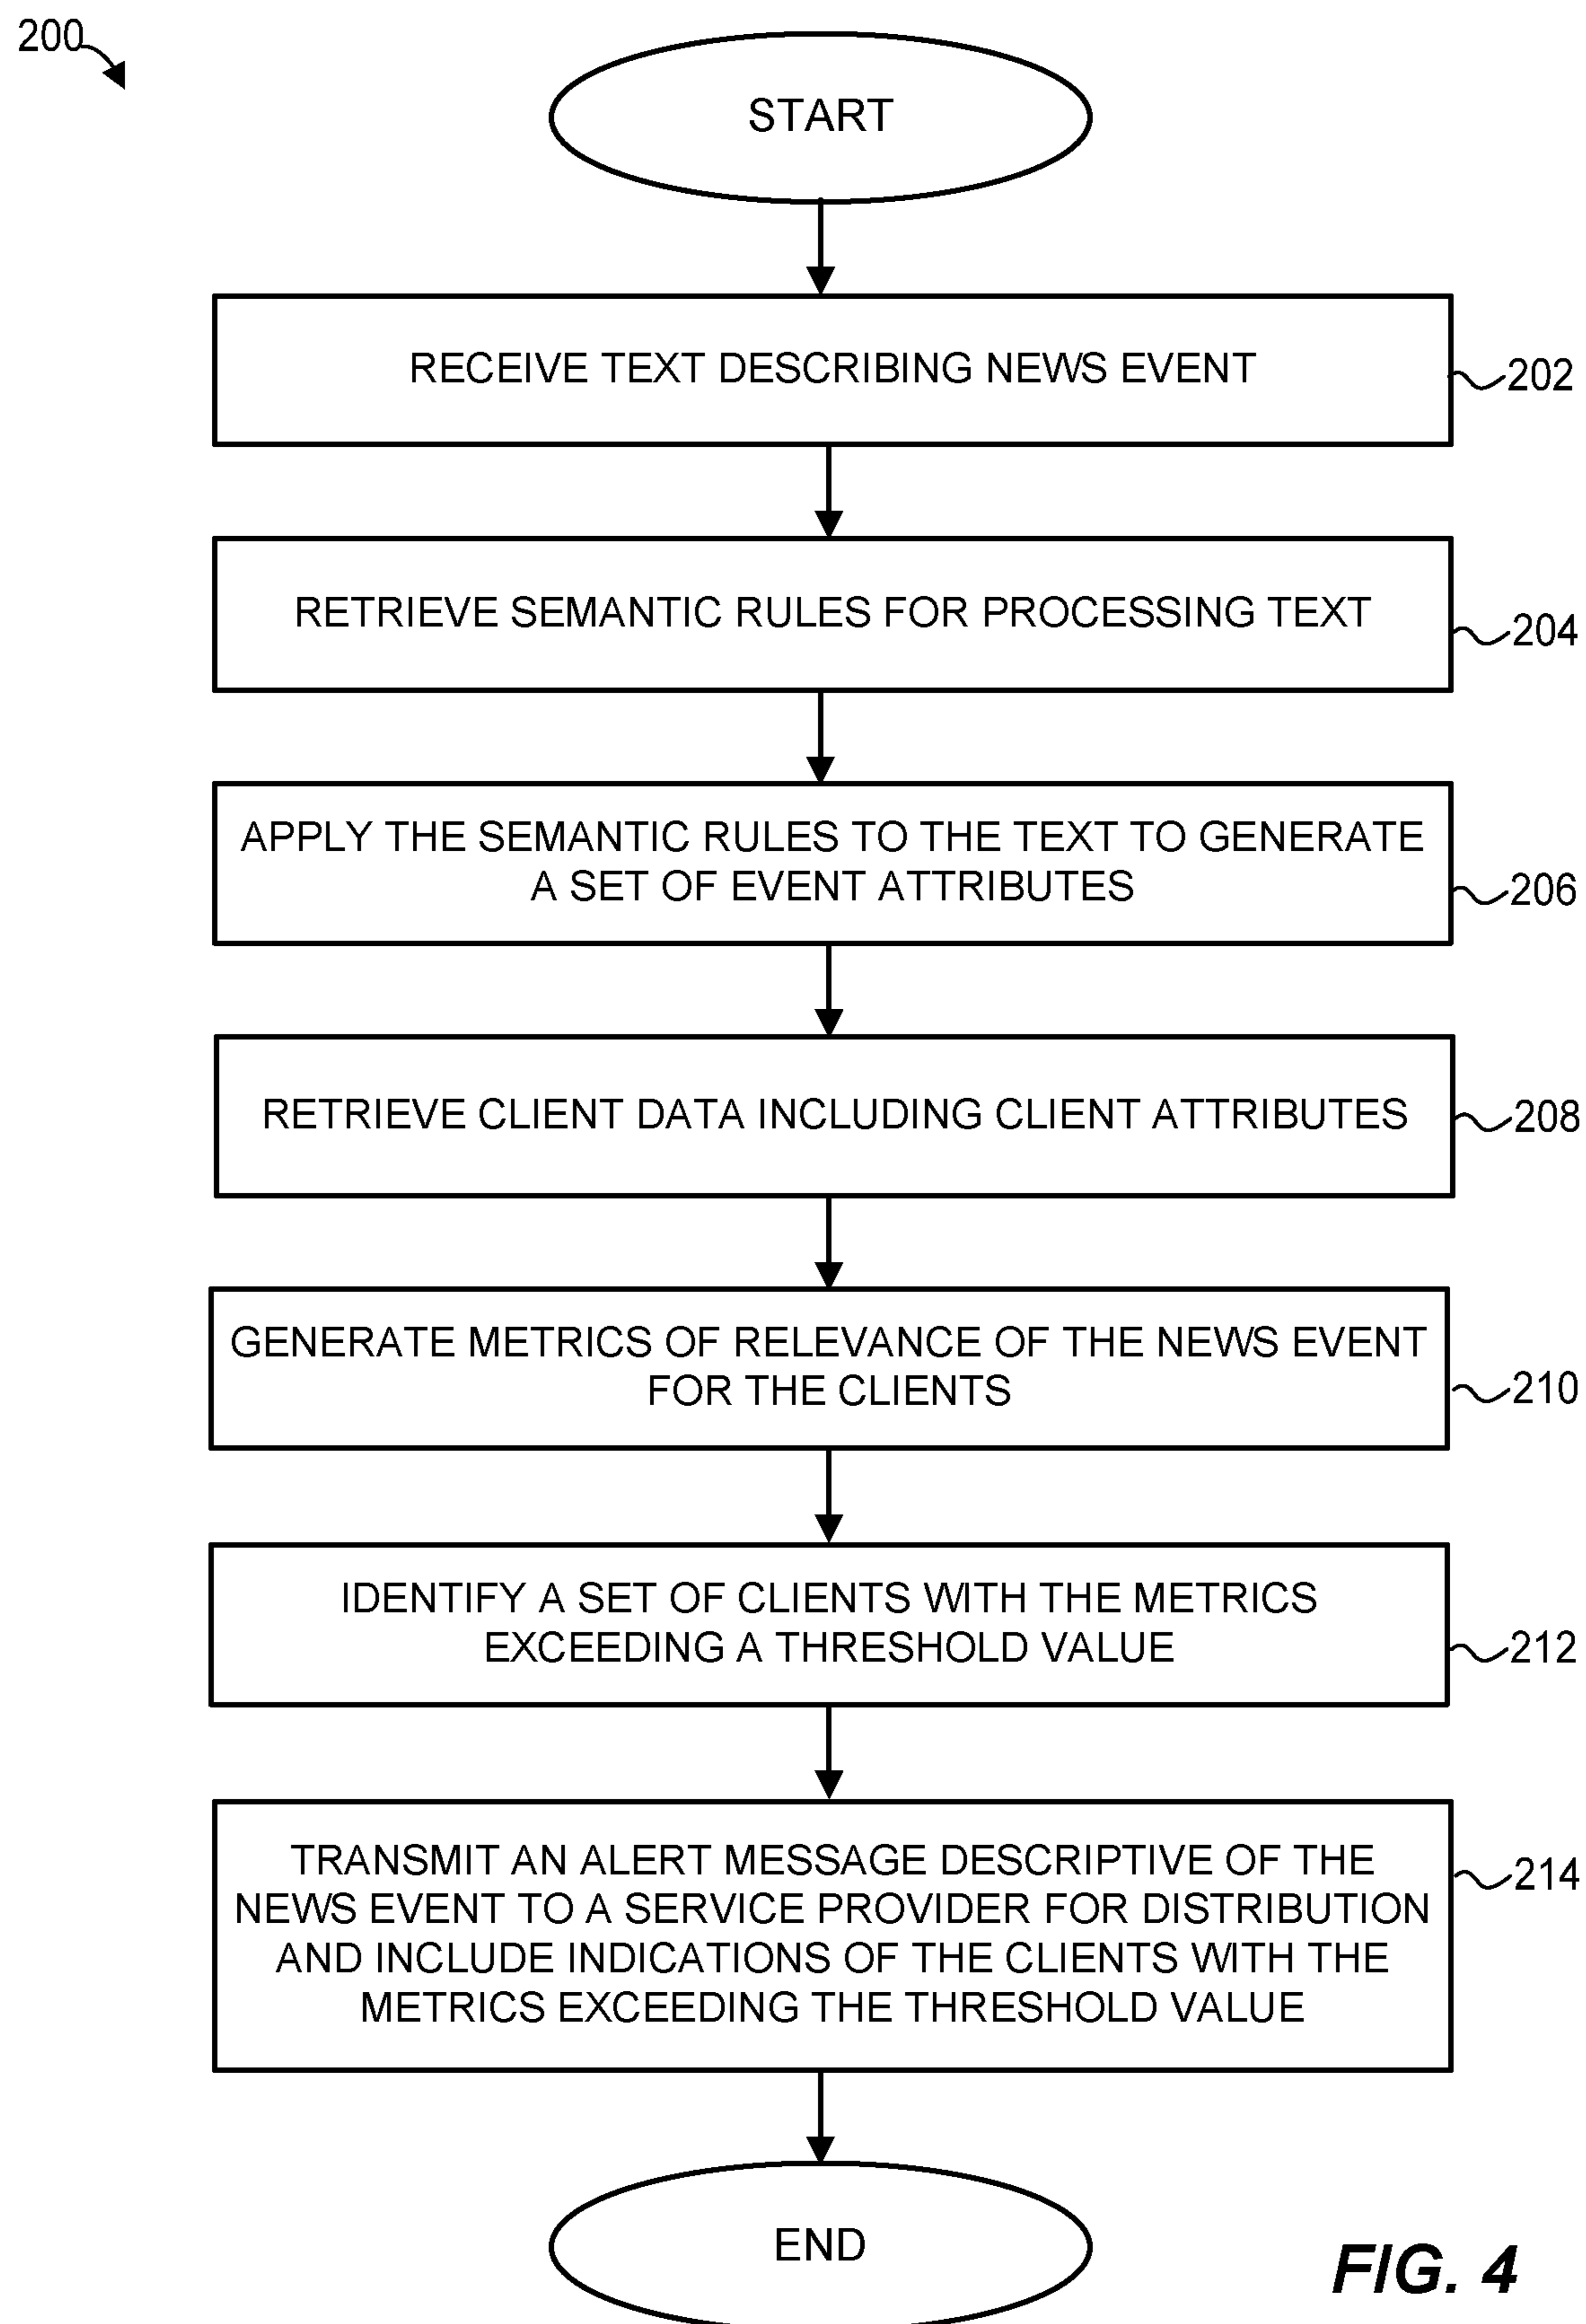 200
START
RECEIVE TEXT DESCRIBING NEWS EVENT
202
RETRIEVE SEMANTIC RULES FOR PROCESSING TEXT
204
APPLY THE SEMANTIC RULES TO THE TEXT TO GENERATE
A SET OF EVENT ATTRIBUTES
206
RETRIEVE CLIENT DATA INCLUDING CLIENT ATTRIBUTES
208
GENERATE METRICS OF RELEVANCE OF THE NEWS EVENT
FOR THE CLIENTS
210
IDENTIFY A SET OF CLIENTS WITH THE METRICS
EXCEEDING A THRESHOLD VALUE
212
TRANSMIT AN ALERT MESSAGE DESCRIPTIVE OF THE
NEWS EVENT TO A SERVICE PROVIDER FOR DISTRIBUTION
AND INCLUDE INDICATIONS OF THE CLIENTS WITH THE
METRICS EXCEEDING THE THRESHOLD VALUE
214
END
FIG. 4